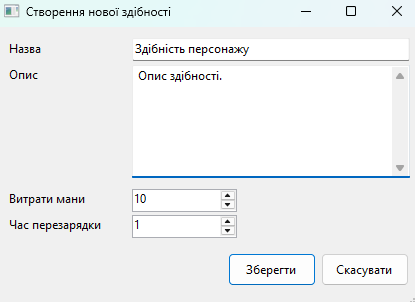 Створення нової здібності
Назва Здібність персонажу
Опис Опис здібності.
Витрати мани 10
Час перезарядки 1
Зберегти Скасувати